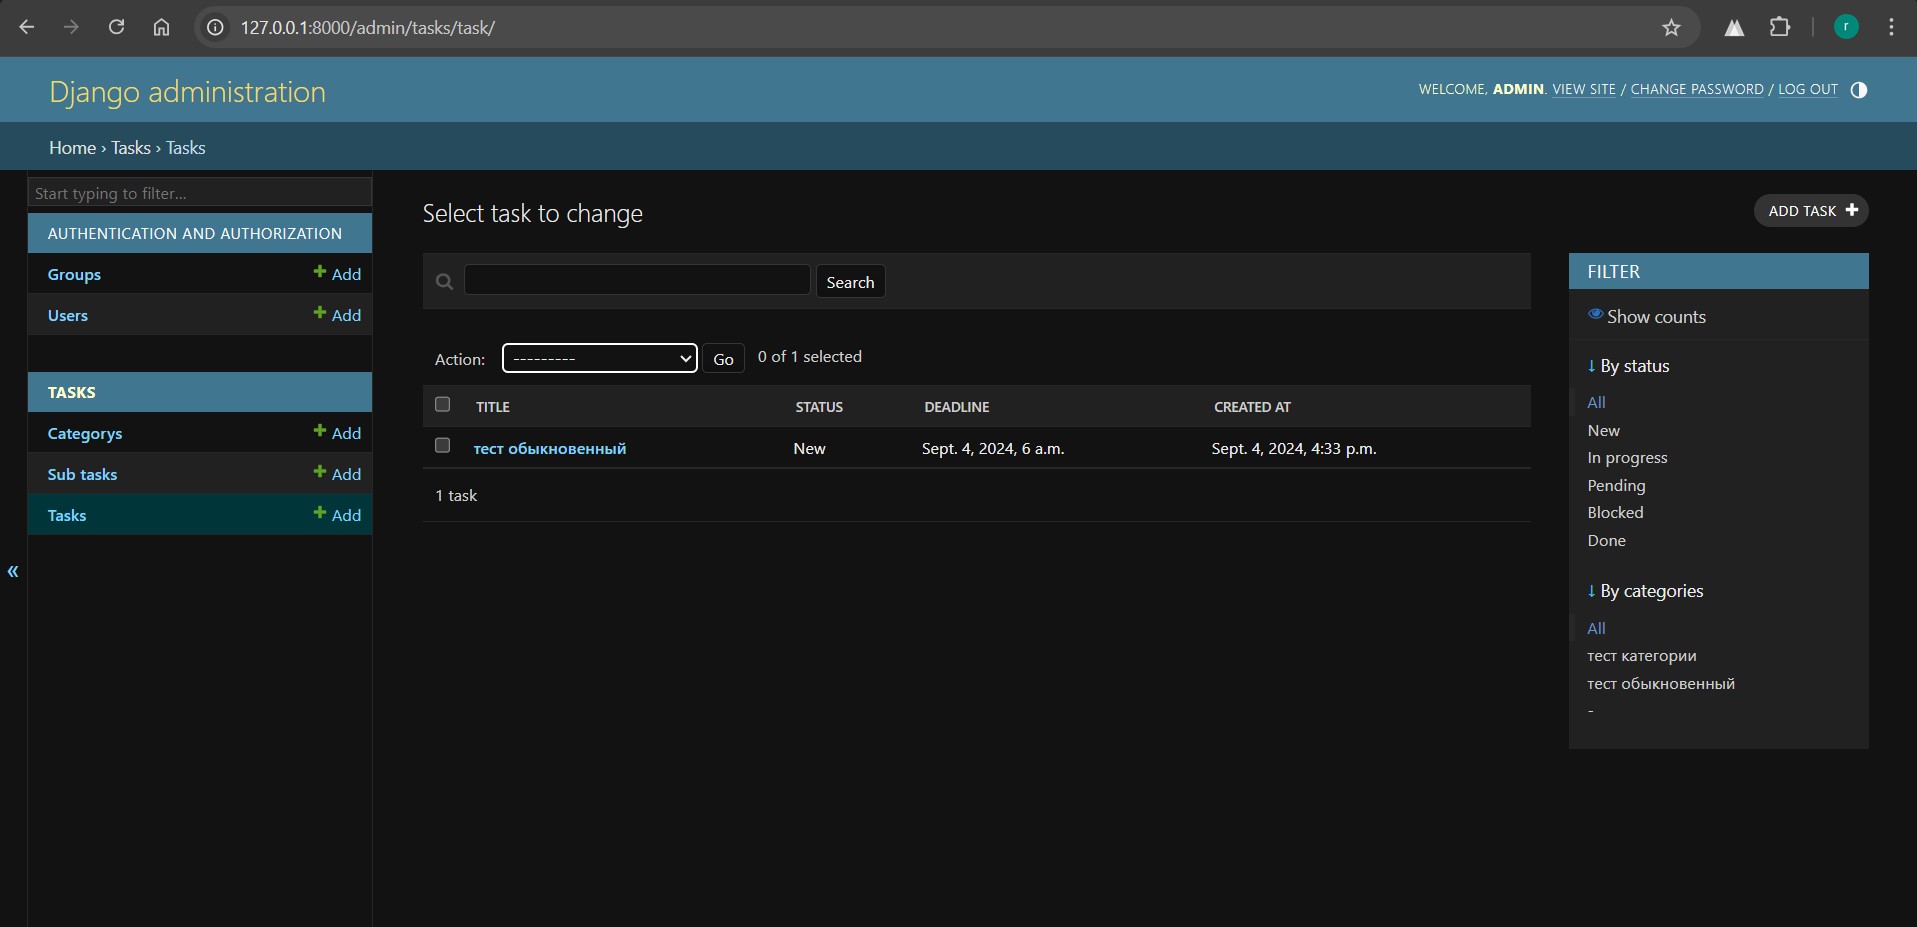 127.0.0.1:8000/admin/tasks/task/
r
Django administration
WELCOME, ADMIN. VIEW SITE / CHANGE PASSWORD / LOG OUT
Home › Tasks › Tasks
Start typing to filter...
AUTHENTICATION AND AUTHORIZATION
Groups + Add
Users + Add
TASKS
Categorys + Add
Sub tasks + Add
Tasks + Add
«
Select task to change
ADD TASK +
Search
Action: --------- Go 0 of 1 selected
TITLE STATUS DEADLINE CREATED AT
тест обыкновенный New Sept. 4, 2024, 6 a.m. Sept. 4, 2024, 4:33 p.m.
1 task
FILTER
Show counts
↓ By status
All
New
In progress
Pending
Blocked
Done
↓ By categories
All
тест категории
тест обыкновенный
-